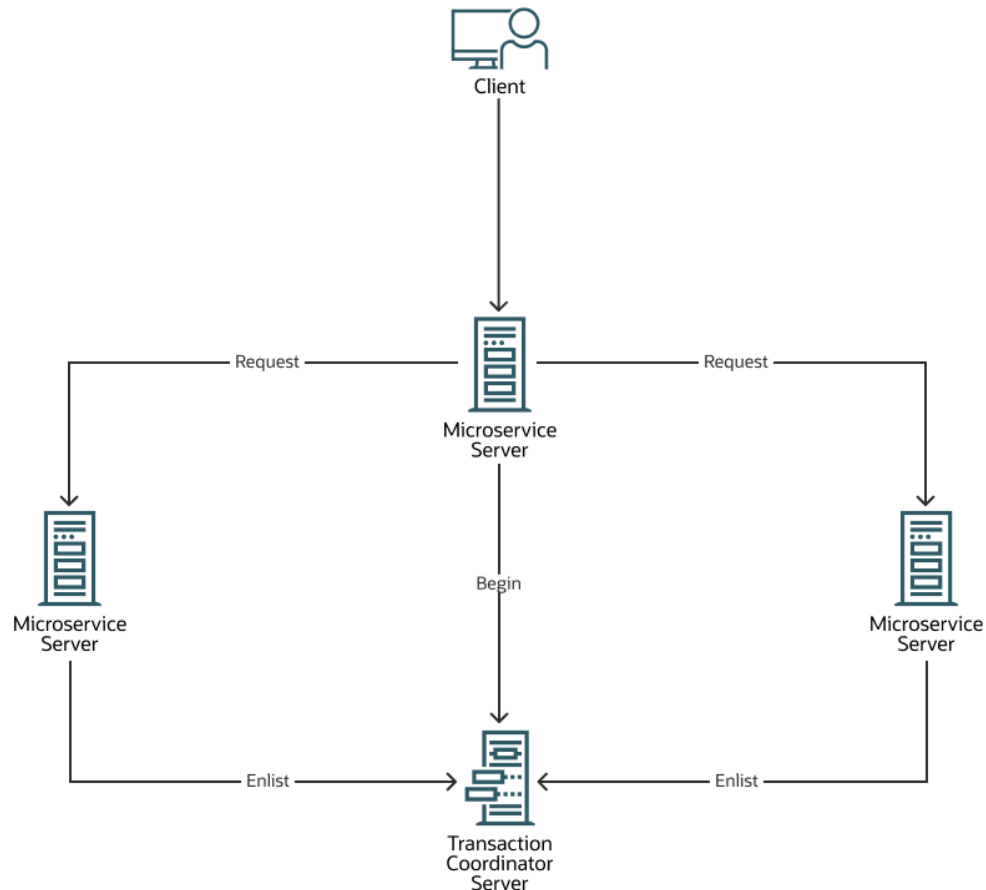 Client
Request
Request
Microservice
Server
Begin
Microservice
Server
Microservice
Server
Enlist
Enlist
Transaction
Coordinator
Server